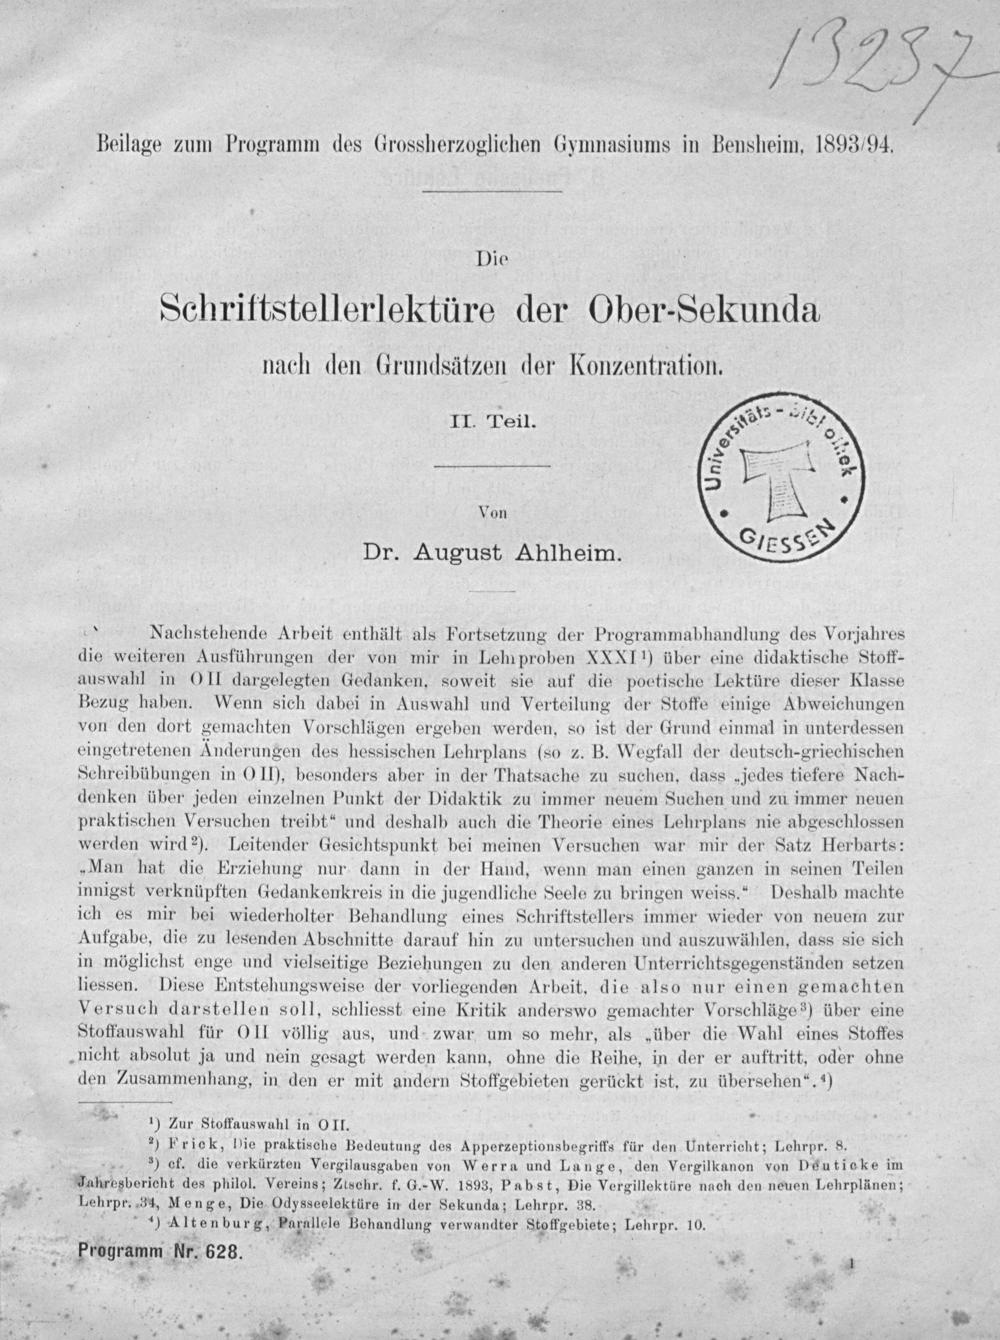 13237
Beilage zum Programm des Grossherzoglichen Gymnasiums in Bensheim, 1893/94.
Die
Schriftstellerlektüre der Ober-Sekunda
nach den Grundsätzen der Konzentration.
II. Teil.
Universitäts-bibliothek
GIESSEN
Von
Dr. August Ahlheim.
Nachstehende Arbeit enthält als Fortsetzung der Programmabhandlung des Vorjahres
die weiteren Ausführungen der von mir in Lehrproben XXXI¹) über eine didaktische Stoff-
auswahl in O II dargelegten Gedanken, soweit sie auf die poetische Lektüre dieser Klasse
Bezug haben. Wenn sich dabei in Auswahl und Verteilung der Stoffe einige Abweichungen
von den dort gemachten Vorschlägen ergeben werden, so ist der Grund einmal in unterdessen
eingetretenen Änderungen des hessischen Lehrplans (so z. B. Wegfall der deutsch-griechischen
Schreibübungen in O II), besonders aber in der Thatsache zu suchen, dass „jedes tiefere Nach-
denken über jeden einzelnen Punkt der Didaktik zu immer neuem Suchen und zu immer neuen
praktischen Versuchen treibt“ und deshalb auch die Theorie eines Lehrplans nie abgeschlossen
werden wird²). Leitender Gesichtspunkt bei meinen Versuchen war mir der Satz Herbarts:
„Man hat die Erziehung nur dann in der Hand, wenn man einen ganzen in seinen Teilen
innigst verknüpften Gedankenkreis in die jugendliche Seele zu bringen weiss.“ Deshalb machte
ich es mir bei wiederholter Behandlung eines Schriftstellers immer wieder von neuem zur
Aufgabe, die zu lesenden Abschnitte darauf hin zu untersuchen und auszuwählen, dass sie sich
in möglichst enge und vielseitige Beziehungen zu den anderen Unterrichtsgegenständen setzen
liessen. Diese Entstehungsweise der vorliegenden Arbeit, die also nur einen gemachten
Versuch darstellen soll, schliesst eine Kritik anderswo gemachter Vorschläge³) über eine
Stoffauswahl für O II völlig aus, und zwar um so mehr, als „über die Wahl eines Stoffes
nicht absolut ja und nein gesagt werden kann, ohne die Reihe, in der er auftritt, oder ohne
den Zusammenhang, in den er mit andern Stoffgebieten gerückt ist, zu übersehen“.⁴)
¹) Zur Stoffauswahl in O II.
²) Frick, Die praktische Bedeutung des Apperzeptionsbegriffs für den Unterricht; Lehrpr. 8.
³) cf. die verkürzten Vergilausgaben von Werra und Lange, den Vergilkanon von Deuticke im
Jahresbericht des philol. Vereins; Ztschr. f. G.-W. 1893, Pabst, Die Vergillektüre nach den neuen Lehrplänen;
Lehrpr. 34, Menge, Die Odysseelektüre in der Sekunda; Lehrpr. 38.
⁴) Altenburg, Parallele Behandlung verwandter Stoffgebiete; Lehrpr. 10.
Programm Nr. 628.
1